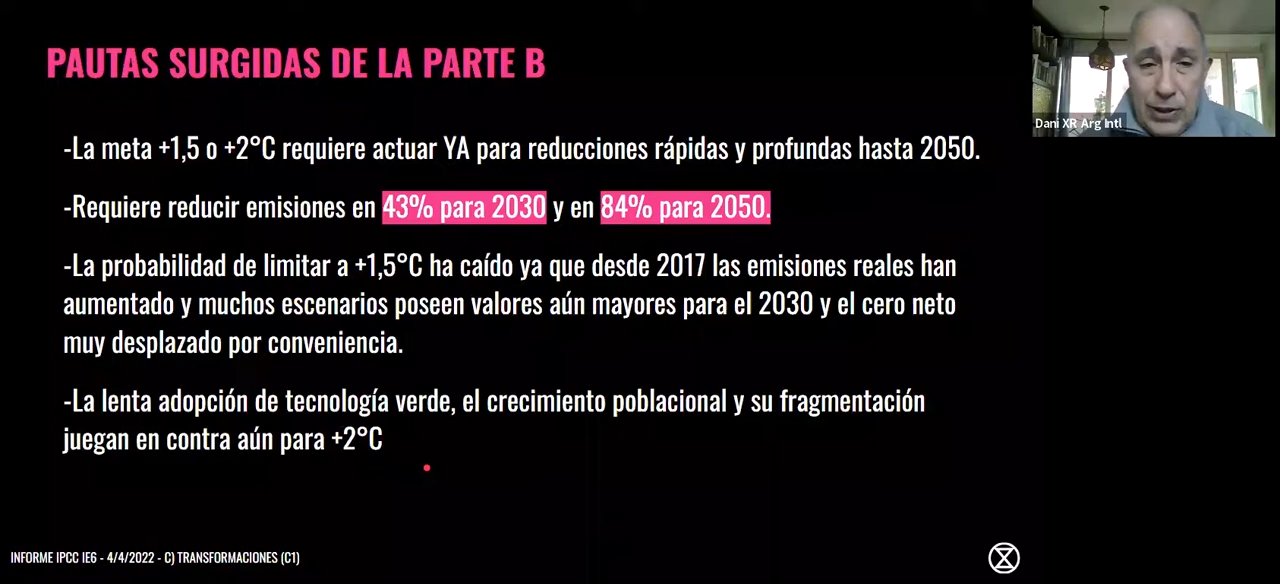 PAUTAS SURGIDAS DE LA PARTE B
Dani XR Arg Intl
-La meta +1,5 o +2°C requiere actuar YA para reducciones rápidas y profundas hasta 2050.
-Requiere reducir emisiones en 43% para 2030 y en 84% para 2050.
-La probabilidad de limitar a +1,5°C ha caído ya que desde 2017 las emisiones reales han
aumentado y muchos escenarios poseen valores aún mayores para el 2030 y el cero neto
muy desplazado por conveniencia.
-La lenta adopción de tecnología verde, el crecimiento poblacional y su fragmentación
juegan en contra aún para +2°C
INFORME IPCC IE6 - 4/4/2022 - C) TRANSFORMACIONES (C1)